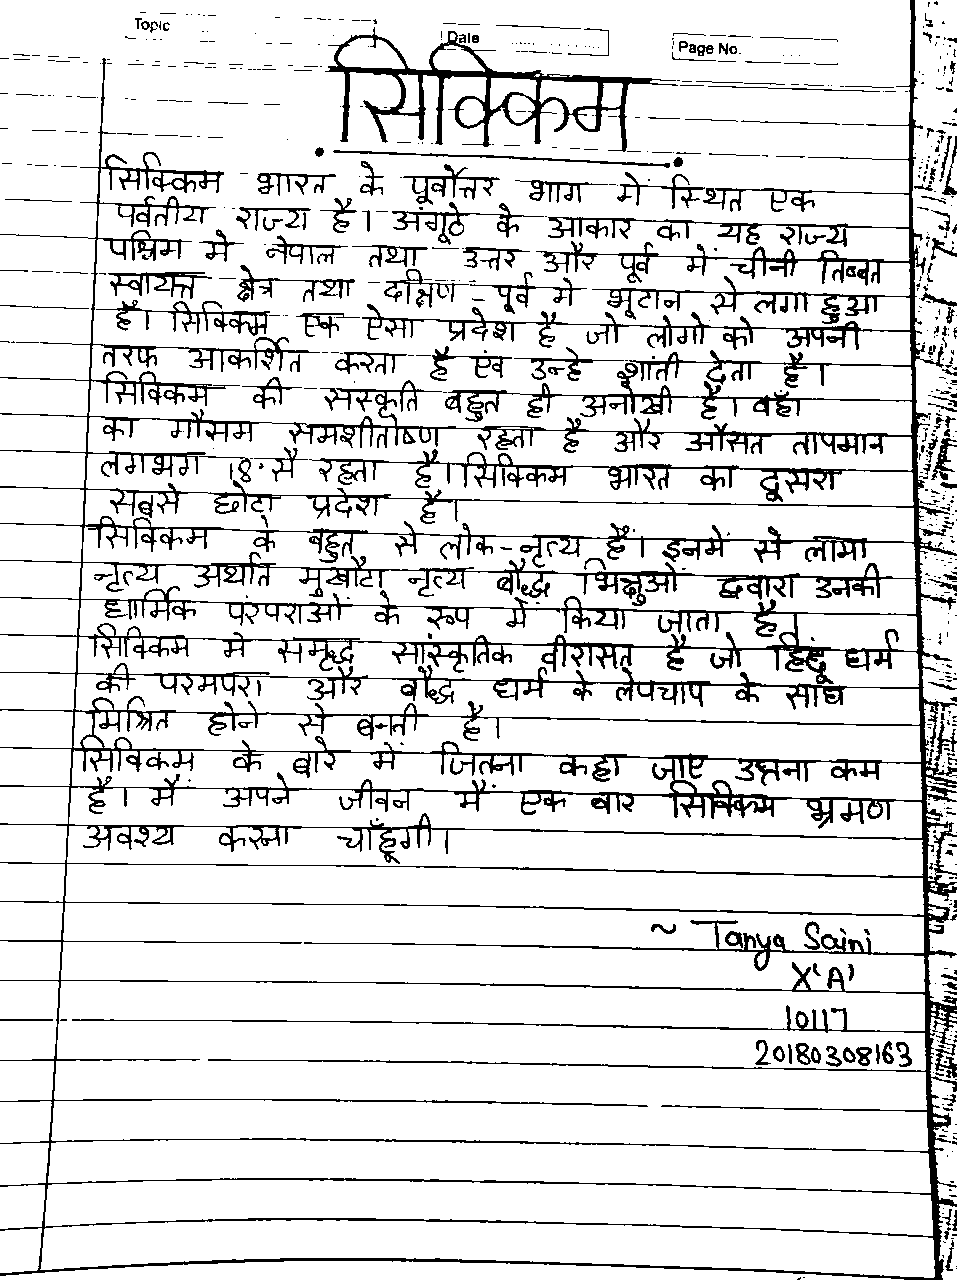 Topic
Date
Page No.
सिक्किम
सिक्किम भारत के पूर्वोत्तर भाग में स्थित एक
पर्वतीय राज्य है। अंगूठे के आकार का यह राज्य
पश्चिम में नेपाल तथा उत्तर और पूर्व में चीनी तिब्बत
स्वायत्त क्षेत्र तथा दक्षिण-पूर्व में भूटान से लगा हुआ
है। सिक्किम एक ऐसा प्रदेश है जो लोगो को अपनी
तरफ आकर्शित करता है एवं उन्हे शांती देता है।
सिक्किम की संस्कृति बहुत ही अनोखी है। वहाँ
का मौसम समशीतोष्ण रहता है और औसत तापमान
लगभग 18° सै रहता है। सिक्किम भारत का दूसरा
सबसे छोटा प्रदेश है।
सिक्किम के बहुत से लोक-नृत्य हैं। इनमें से लामा
नृत्य अर्थात मुखौटा नृत्य बौद्ध भिक्षुओं द्वारा उनकी
धार्मिक परंपराओं के रूप में किया जाता है।
सिक्किम मे समृद्ध सांस्कृतिक वीरासत है जो हिंदू धर्म
की परमपरा और बौद्ध धर्म के लेपचाप के साथ
मिश्रित होने से बनती है।
सिक्किम के बारे में जितना कहा जाए उतना कम
है। मैं अपने जीवन में एक बार सिक्किम भ्रमण
अवश्य करना चाँहूगी।
~ Tanya Saini
X'A'
10117
20180308163